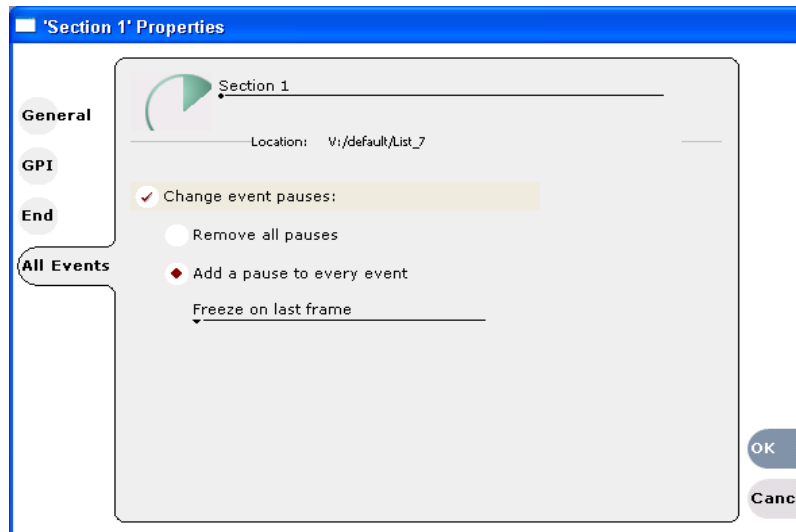 'Section 1' Properties
Section 1
Location: V:/default/List_7
General
GPI
End
All Events
Change event pauses:
Remove all pauses
Add a pause to every event
Freeze on last frame
OK
Canc